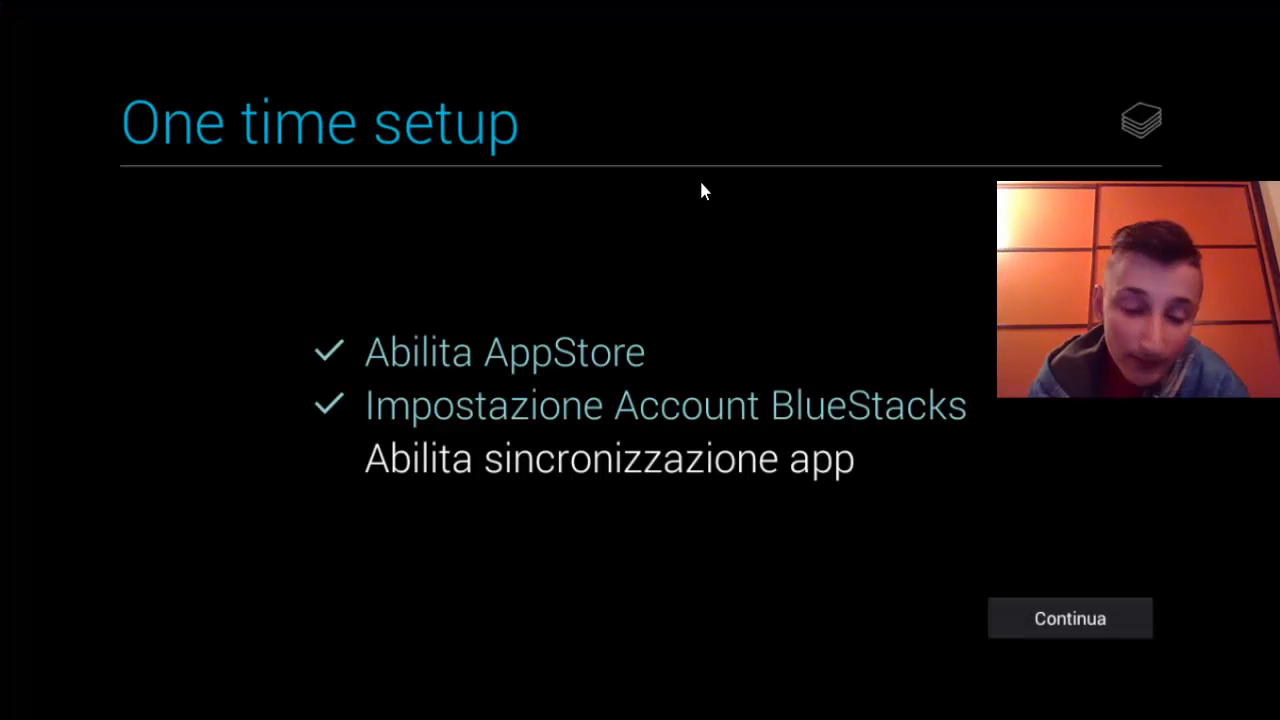 One time setup
Abilita AppStore
Impostazione Account BlueStacks
Abilita sincronizzazione app
Continua